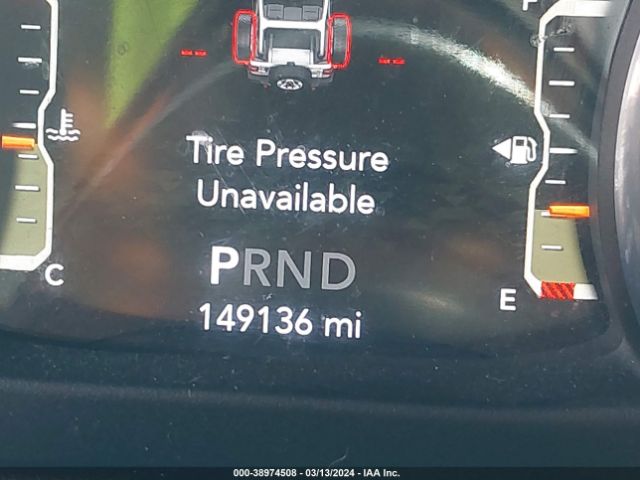 F
-- --
Tire Pressure
Unavailable
PRND
C
E
149136 mi
000-38974508 - 03/13/2024 - IAA Inc.